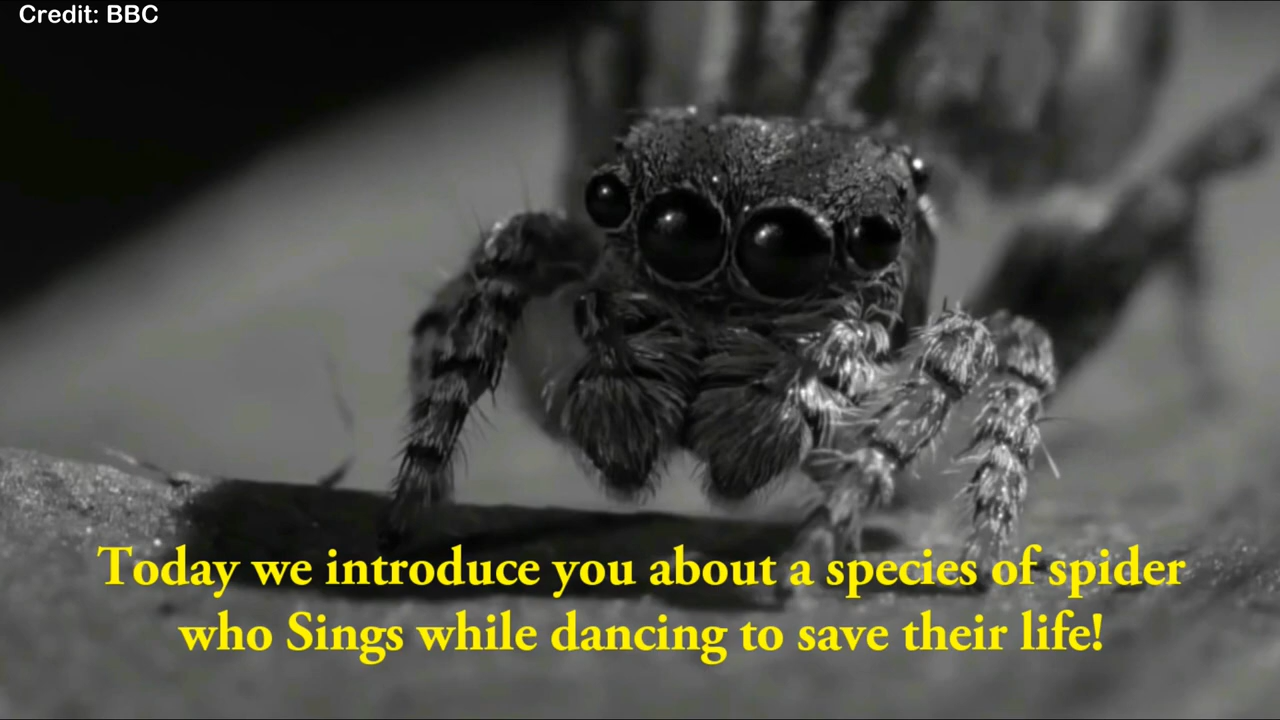 Credit: BBC
Today we introduce you about a species of spider
who Sings while dancing to save their life!